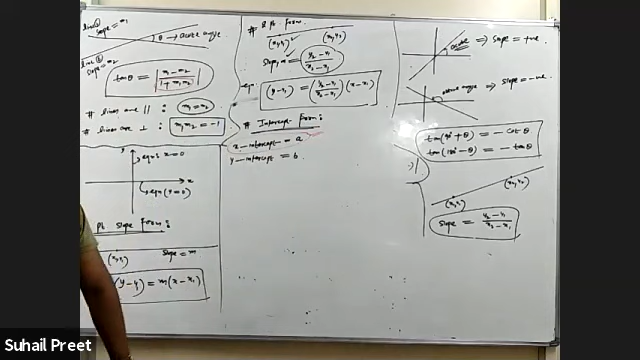 line ①
slope = m₁
θ → acute angle
line ②
slope = m₂
tanθ = | m₁ - m₂ / 1 + m₁m₂ |
# lines are || : m₁ = m₂
# lines are ⊥ : m₁m₂ = -1
y
eqn is x=0
x
eqn (y=0)
Pt slope form :
(x₁,y₁) slope = m
(y - y₁) = m(x - x₁)
# 2 pt. form.
(x₁,y₁) (x₂,y₂)
Slope, m = y₂ - y₁ / x₂ - x₁
eqn
(y - y₁) = (y₂ - y₁ / x₂ - x₁) (x - x₁)
# Intercept form :
x-intercept = a
y-intercept = b
acute ⇒ slope = +ve
obtuse angle ⇒ slope = -ve
tan(90°+θ) = - cot θ
tan(180°-θ) = - tan θ
(x₁,y₁) (x₂,y₂)
slope = y₂ - y₁ / x₂ - x₁
Suhail Preet